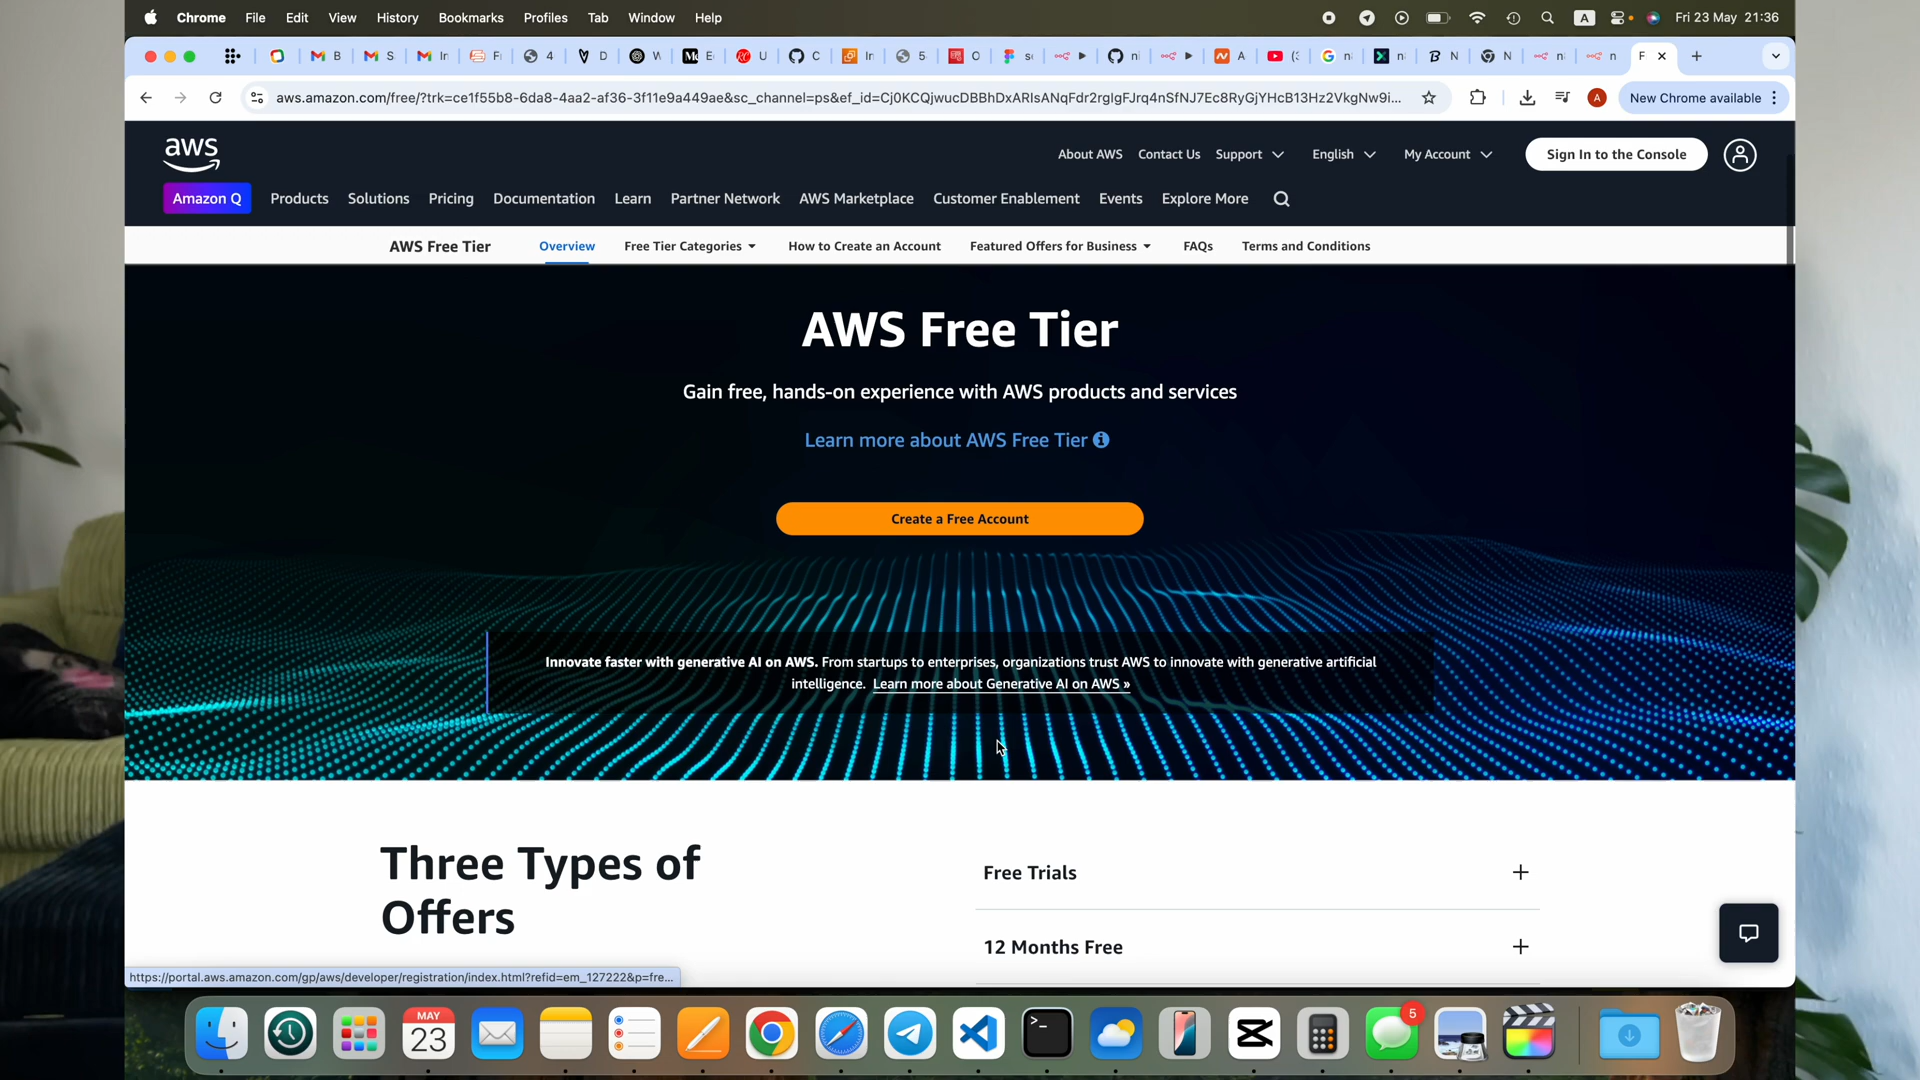 Chrome File Edit View History Bookmarks Profiles Tab Window Help
A Fri 23 May 21:36
B S In Fi 4 D W E U C In 5 O A n N N n n F
aws.amazon.com/free/?trk=ce1f55b8-6da8-4aa2-af36-3f11e9a449ae&sc_channel=ps&ef_id=Cj0KCQjwucDBBhDxARIsANqFdr2rglgFJrq4nSfNJ7Ec8RyGjYHcB13Hz2VkgNw9i...
A New Chrome available
aws
About AWS Contact Us Support English My Account Sign In to the Console
Amazon Q Products Solutions Pricing Documentation Learn Partner Network AWS Marketplace Customer Enablement Events Explore More
AWS Free Tier Overview Free Tier Categories How to Create an Account Featured Offers for Business FAQs Terms and Conditions
AWS Free Tier
Gain free, hands-on experience with AWS products and services
Learn more about AWS Free Tier
Create a Free Account
Innovate faster with generative AI on AWS. From startups to enterprises, organizations trust AWS to innovate with generative artificial
intelligence. Learn more about Generative AI on AWS »
Three Types of
Offers
Free Trials
12 Months Free
https://portal.aws.amazon.com/gp/aws/developer/registration/index.html?refid=em_127222&p=fre...
MAY
23
5